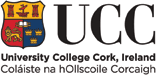 UCC
University College Cork, Ireland
Coláiste na hOllscoile Corcaigh